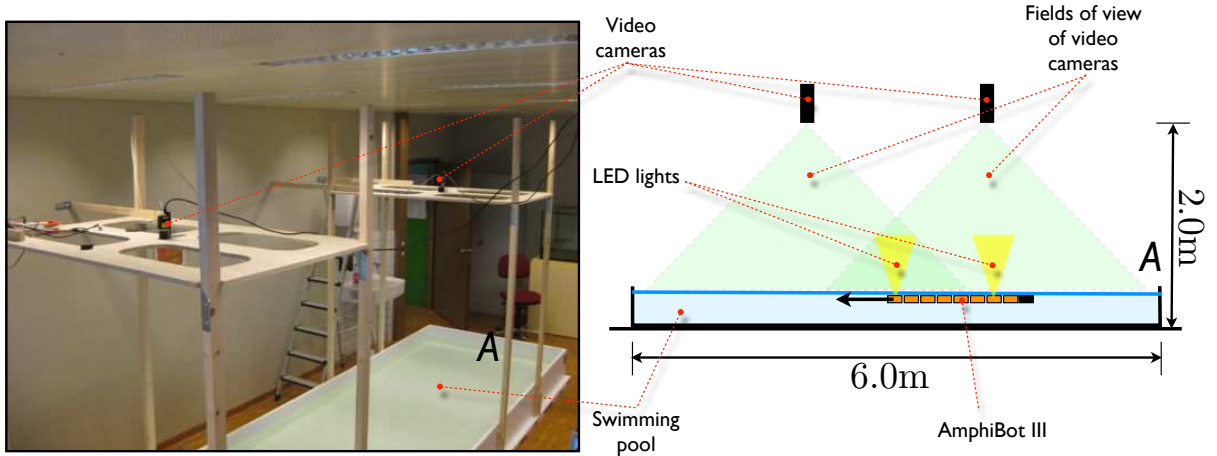 Video
cameras
Fields of view
of video
cameras
LED lights
A
2.0m
A
6.0m
Swimming
pool
AmphiBot III